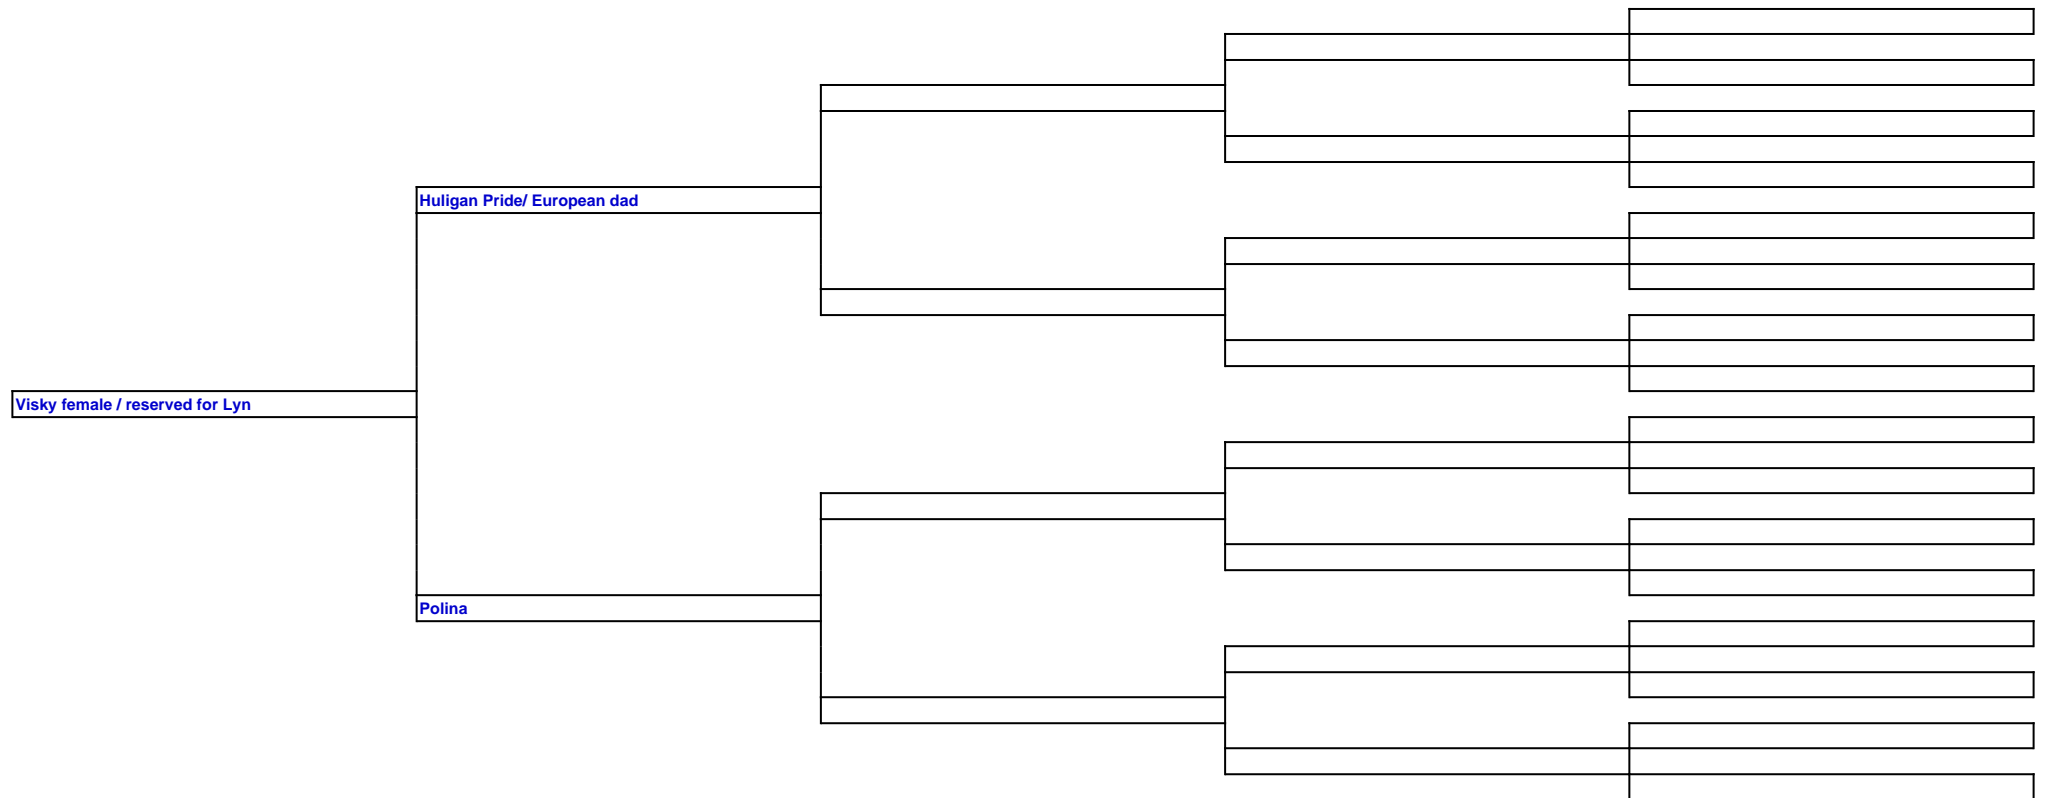 Huligan Pride/ European dad
Visky female / reserved for Lyn
Polina